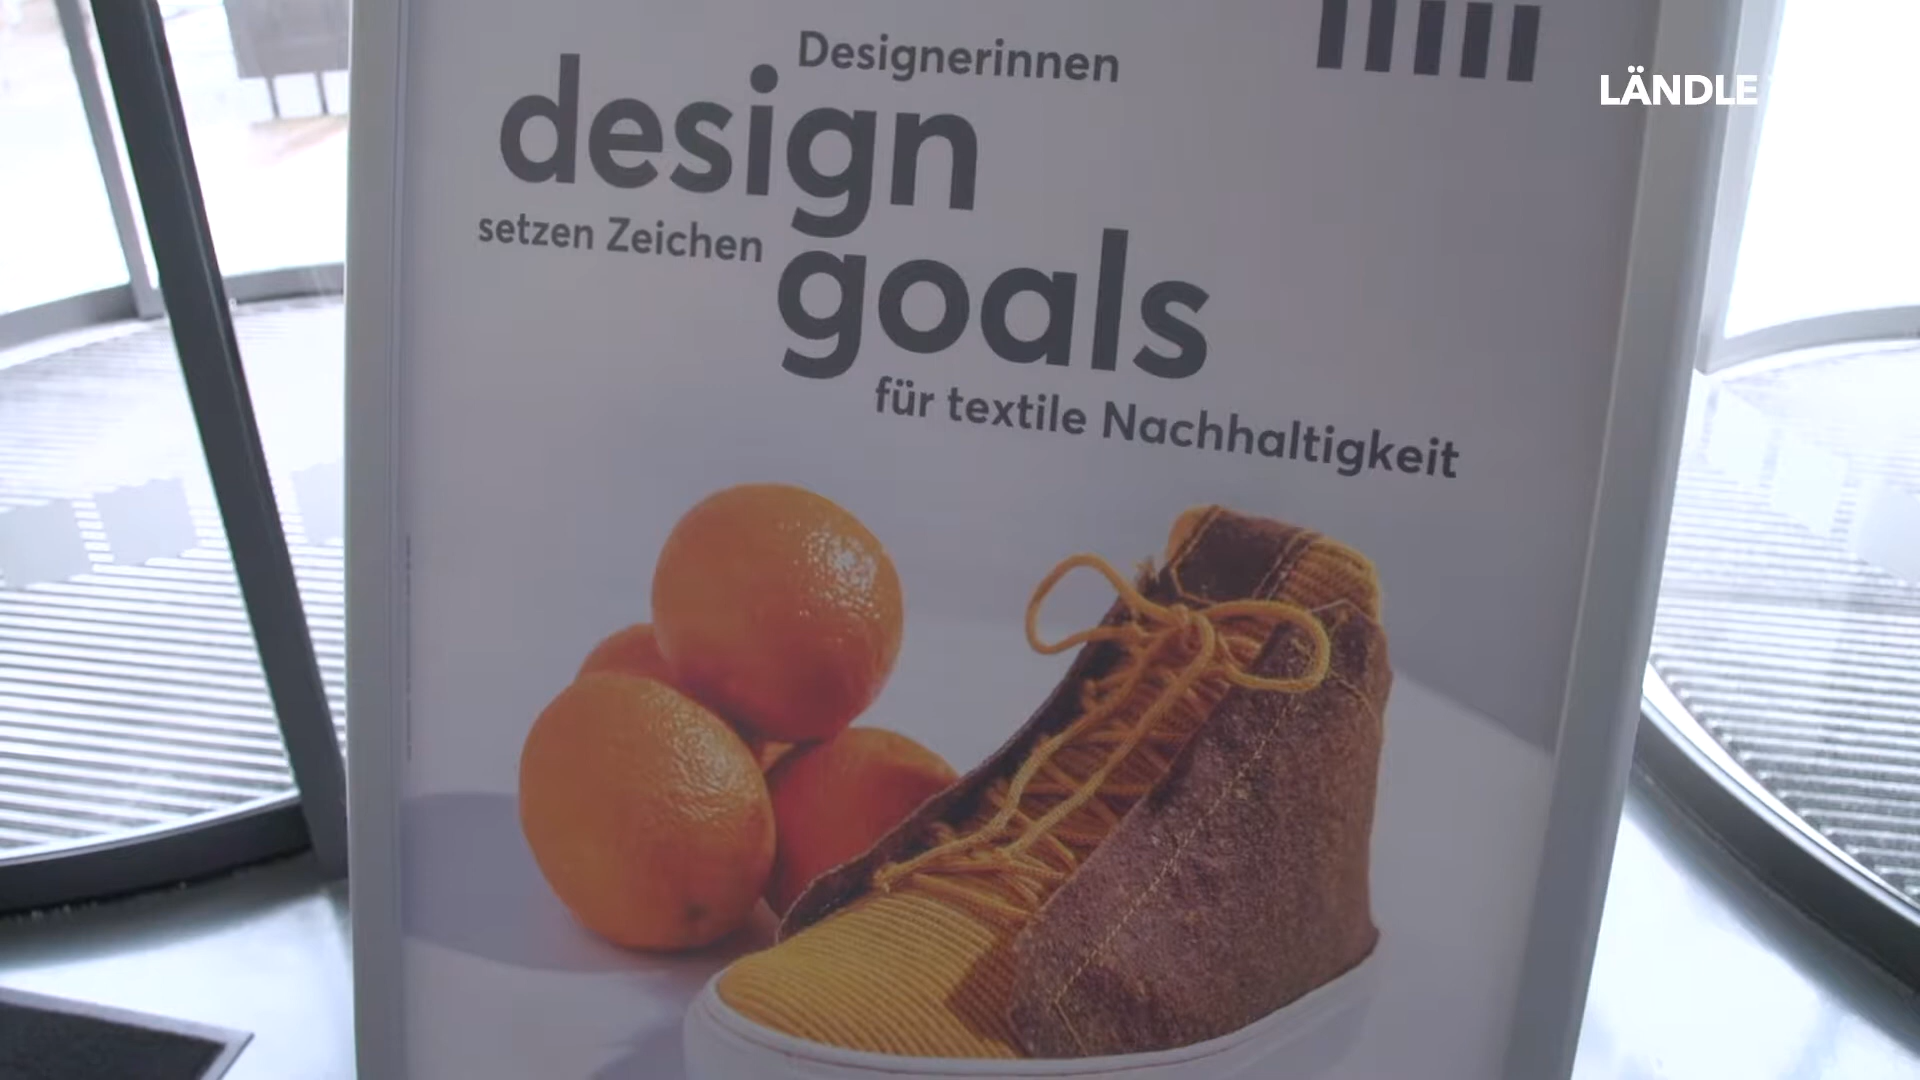 Designerinnen
design
setzen Zeichen
goals
für textile Nachhaltigkeit
LÄNDLE